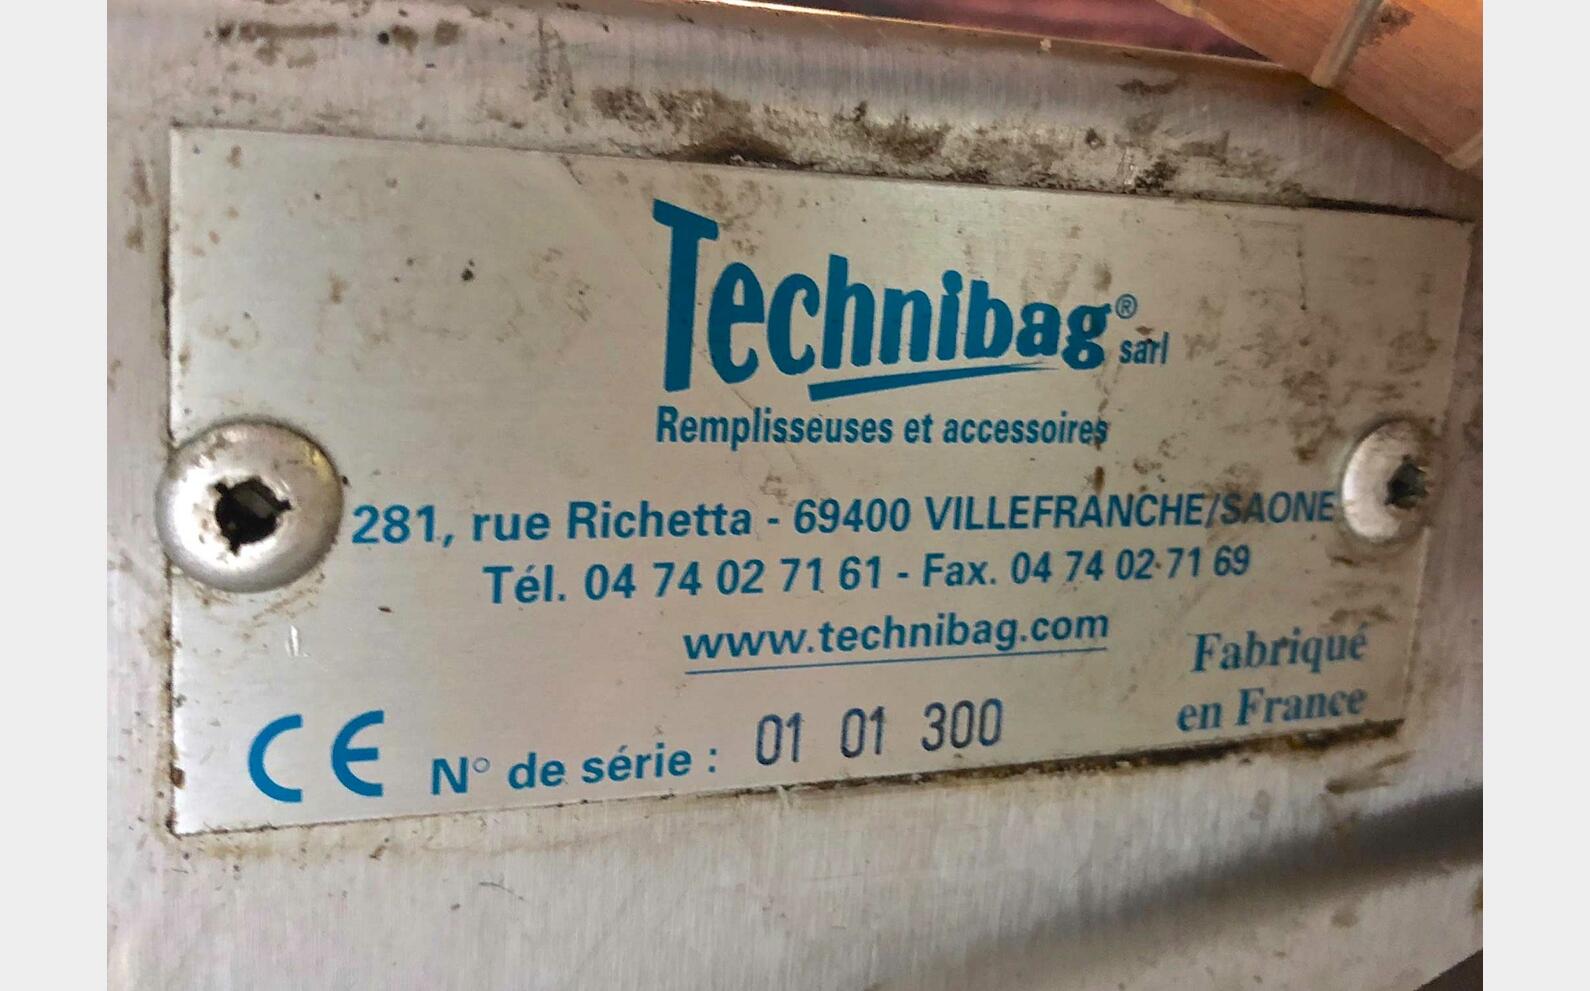 Technibag® sarl
Remplisseuses et accessoires
281, rue Richetta - 69400 VILLEFRANCHE/SAONE
Tél. 04 74 02 71 61 - Fax. 04 74 02 71 69
www.technibag.com
Fabriqué
en France
CE N° de série : 01 01 300